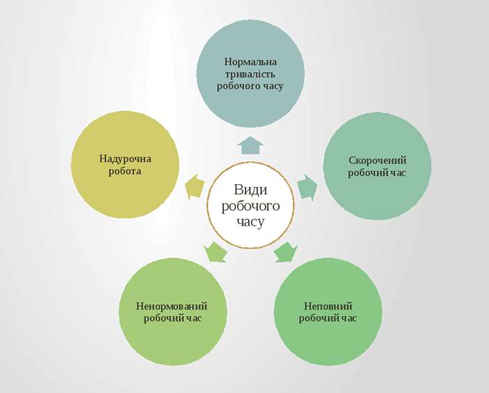 Нормальна
тривалість
робочого часу
Надурочна
робота
Скорочений
робочий час
Види
робочого
часу
Ненормований
робочий час
Неповний
робочий час